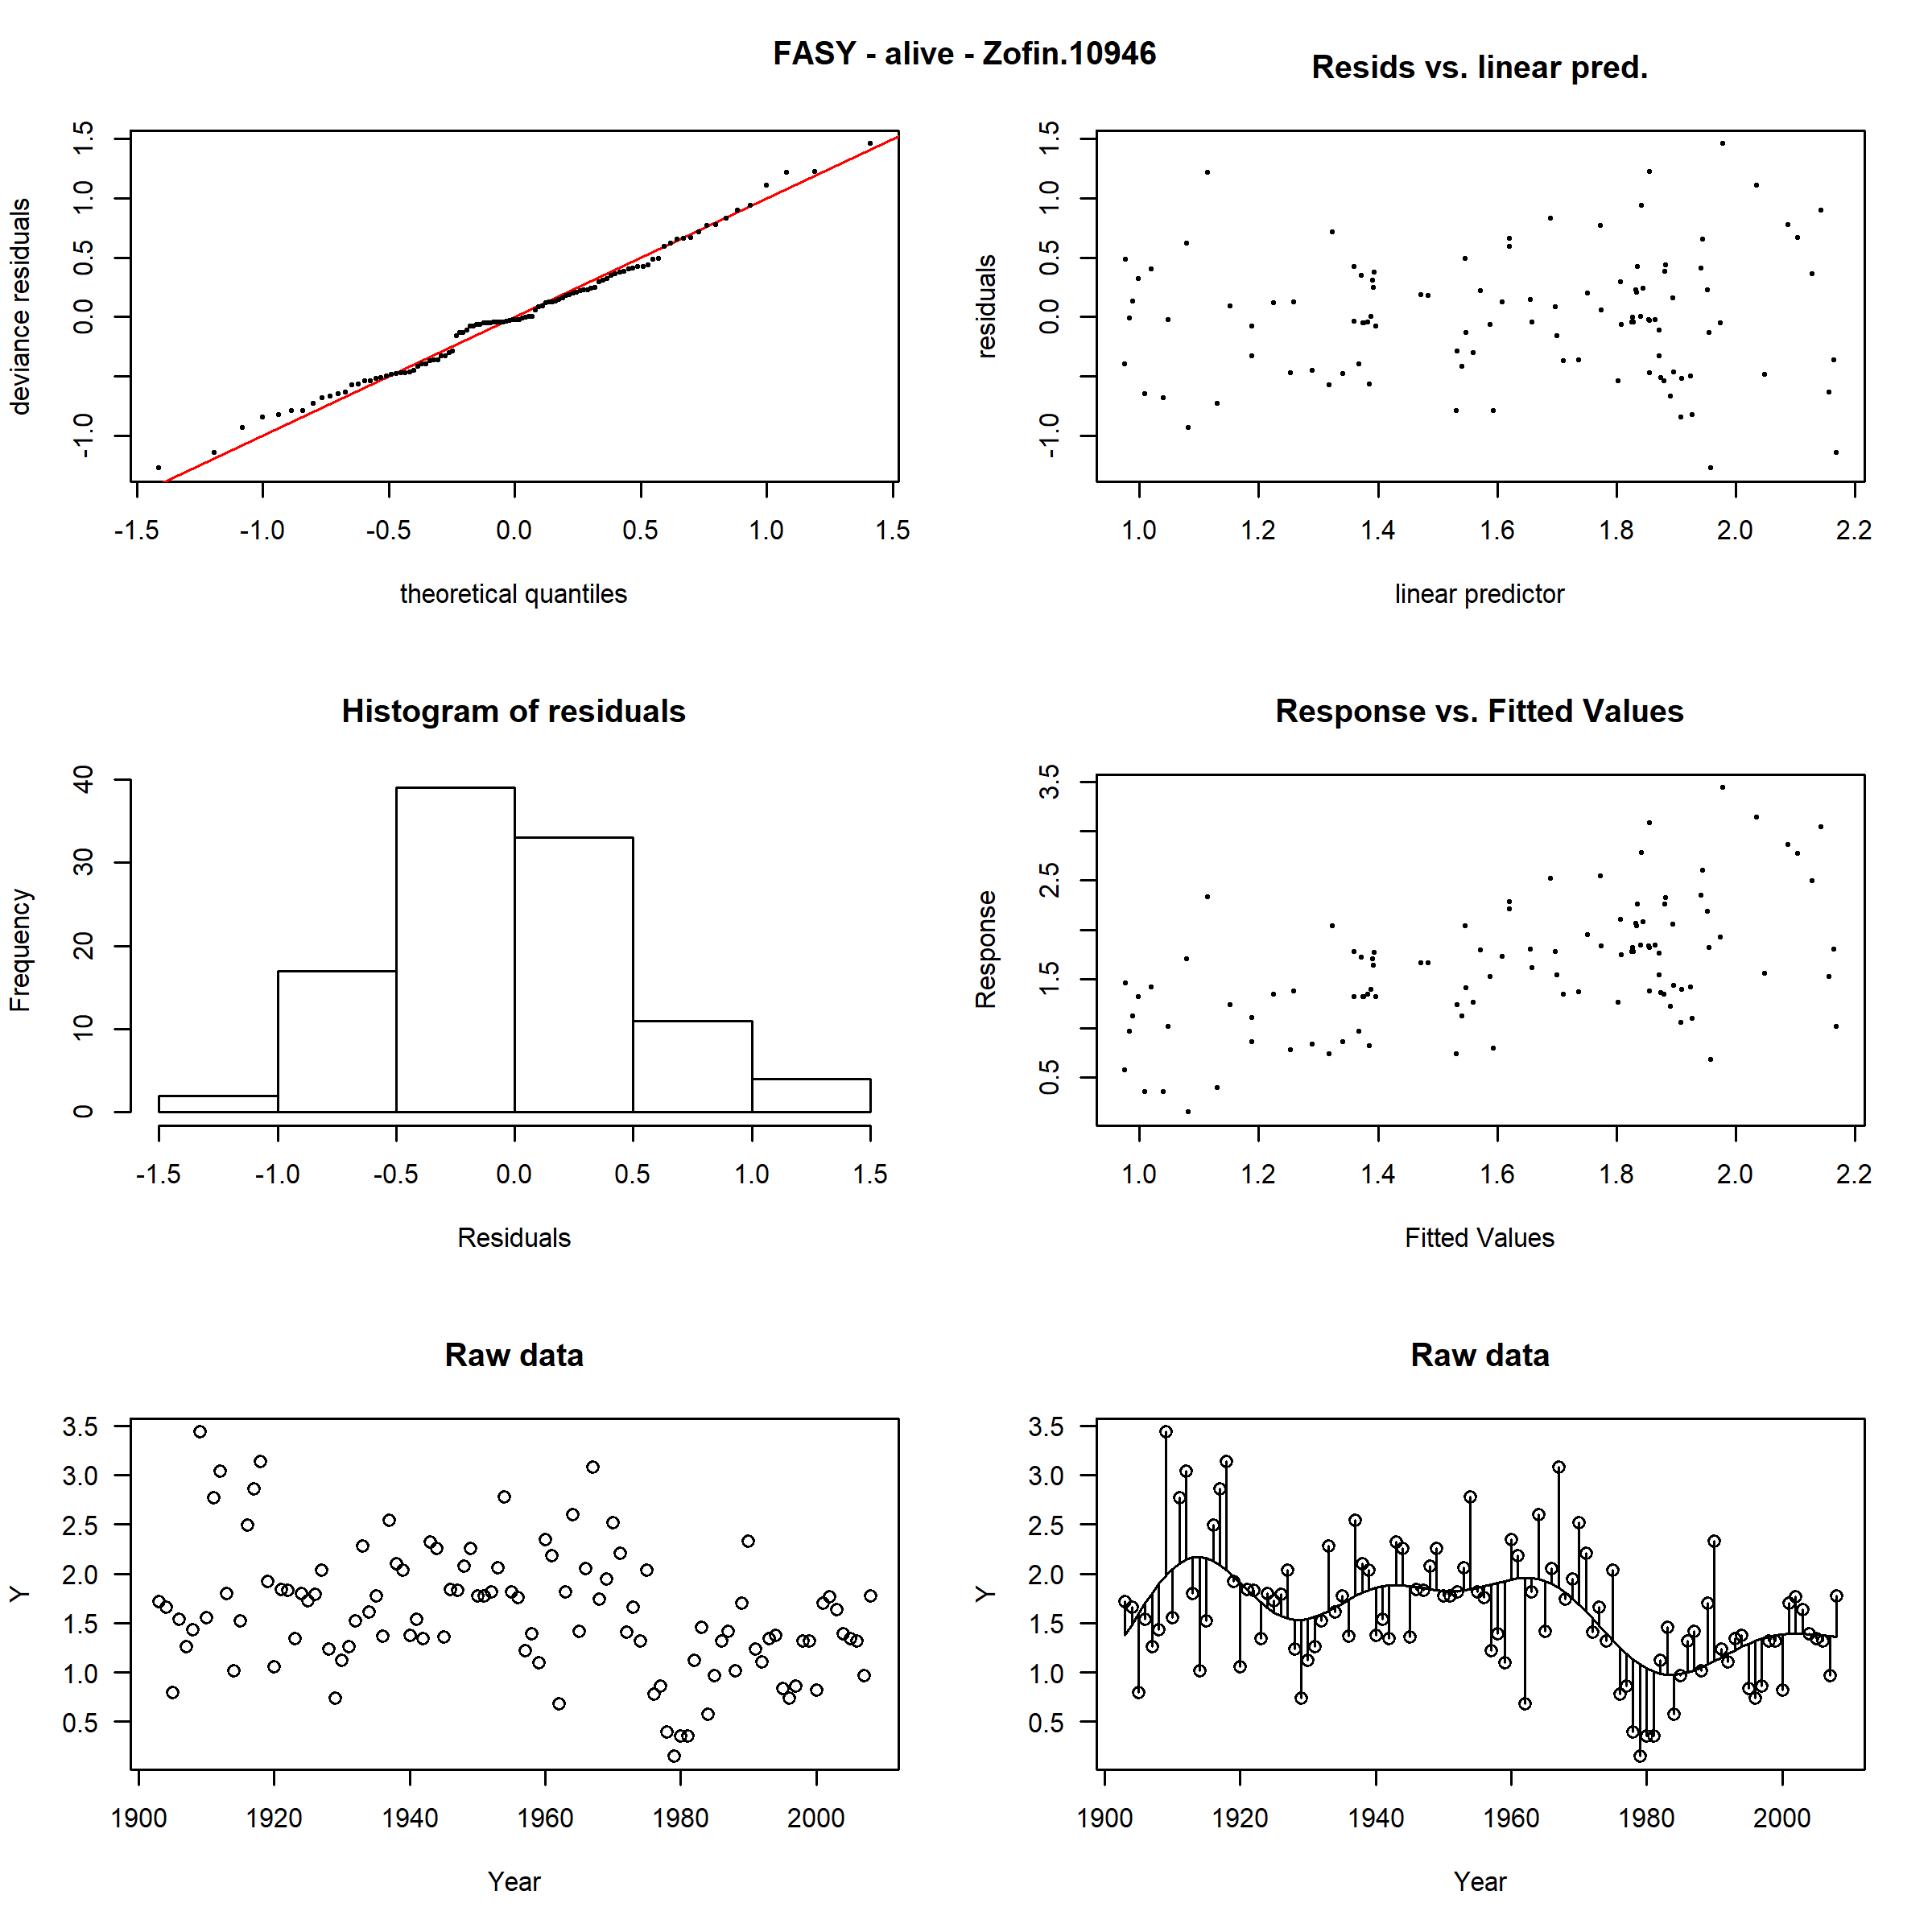 FASY - alive - Zofin.10946
Resids vs. linear pred.
deviance residuals
-1.0 0.0 0.5 1.0 1.5
-1.5 -1.0 -0.5 0.0 0.5 1.0 1.5
theoretical quantiles
residuals
-1.0 0.0 0.5 1.0 1.5
1.0 1.2 1.4 1.6 1.8 2.0 2.2
linear predictor
Histogram of residuals
Frequency
0 10 20 30 40
-1.5 -1.0 -0.5 0.0 0.5 1.0 1.5
Residuals
Response vs. Fitted Values
Response
0.5 1.5 2.5 3.5
1.0 1.2 1.4 1.6 1.8 2.0 2.2
Fitted Values
Raw data
Y
3.5
3.0
2.5
2.0
1.5
1.0
0.5
1900 1920 1940 1960 1980 2000
Year
Raw data
Y
3.5
3.0
2.5
2.0
1.5
1.0
0.5
1900 1920 1940 1960 1980 2000
Year